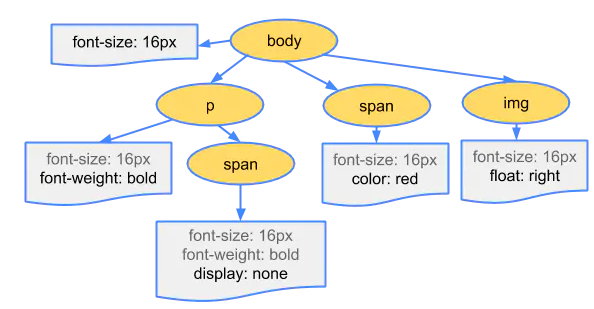 font-size: 16px
body
p
span
img
font-size: 16px
font-weight: bold
span
font-size: 16px
color: red
font-size: 16px
float: right
font-size: 16px
font-weight: bold
display: none